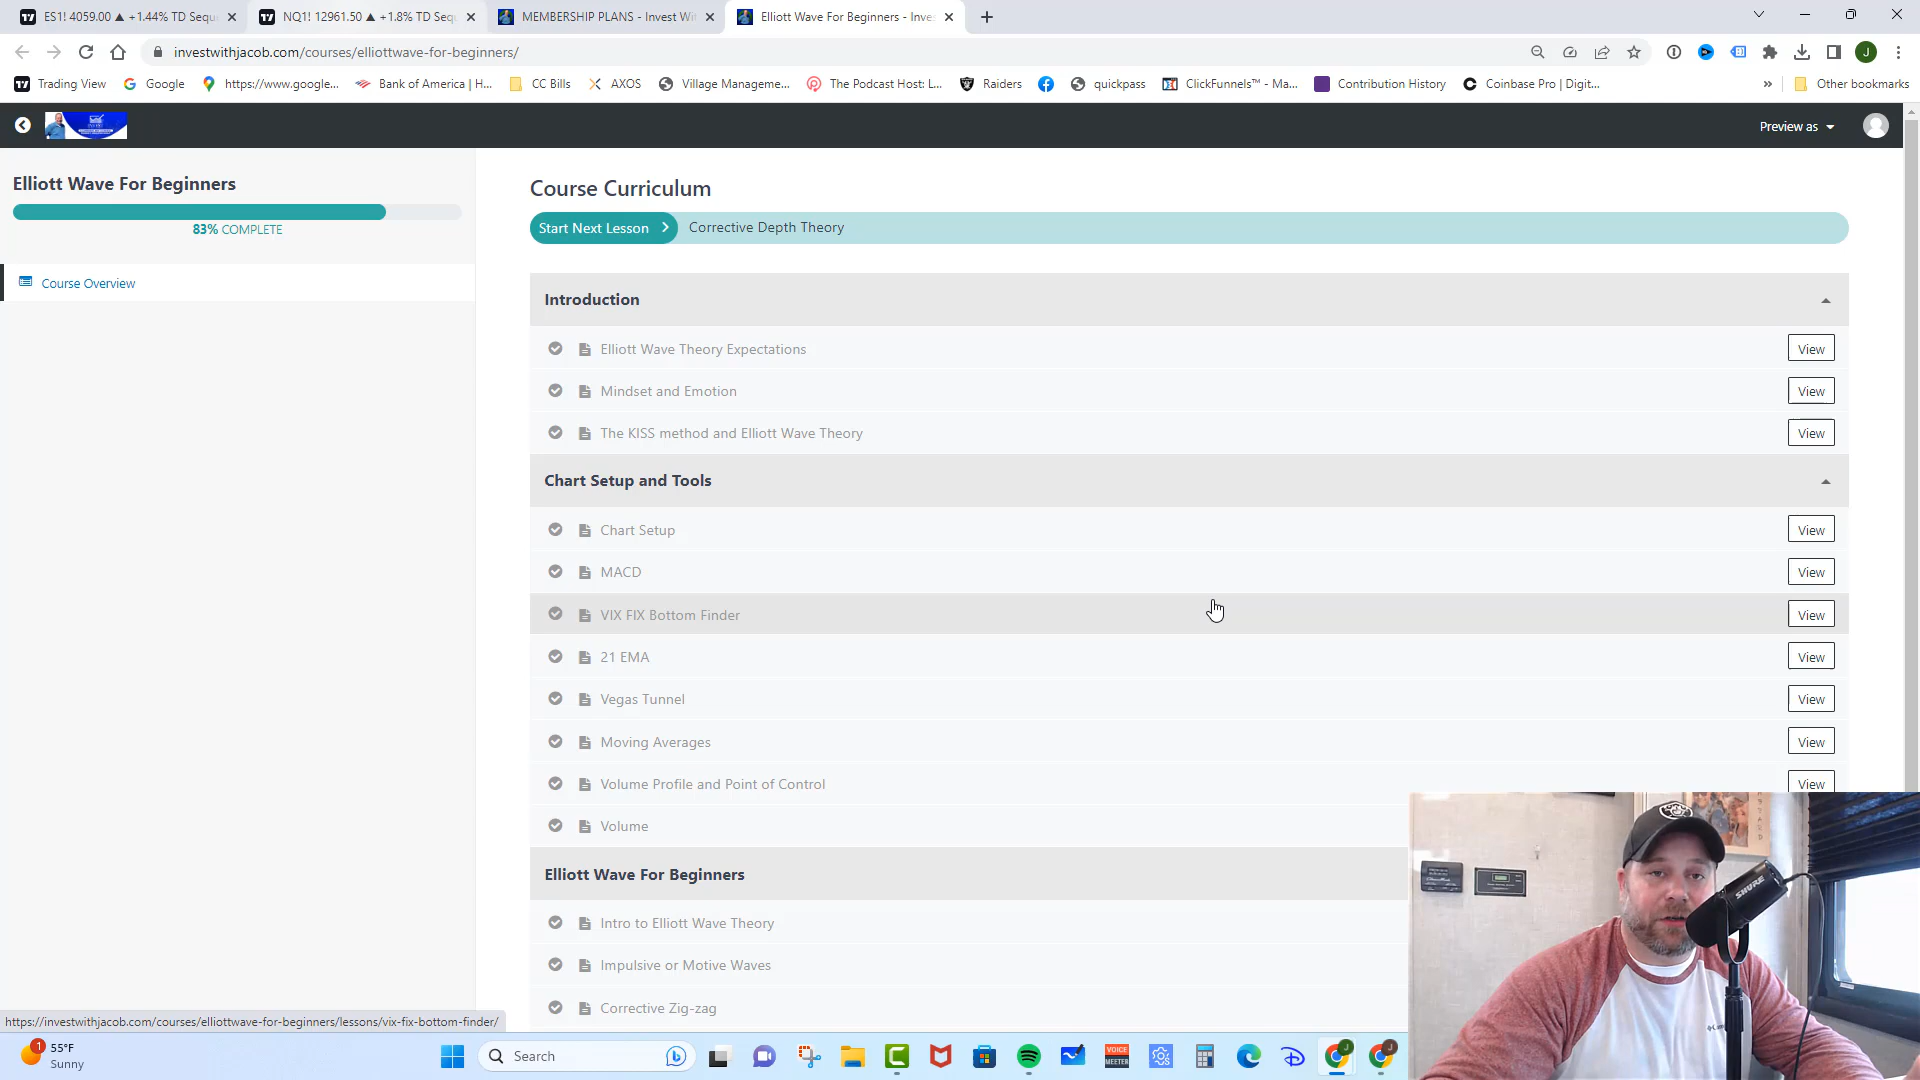 ES1! 4059.00 ▲ +1.44% TD Sequ
NQ1! 12961.50 ▲ +1.8% TD Sequ
MEMBERSHIP PLANS - Invest Wi
Elliott Wave For Beginners - Inve
investwithjacob.com/courses/elliottwave-for-beginners/
J
Trading View
Google
https://www.google...
Bank of America | H...
CC Bills
AXOS
Village Manageme...
The Podcast Host: L...
Raiders
quickpass
ClickFunnels™ - Ma...
Contribution History
Coinbase Pro | Digit...
»
Other bookmarks
Preview as
Elliott Wave For Beginners
83% COMPLETE
Course Overview
Course Curriculum
Start Next Lesson
Corrective Depth Theory
Introduction
Elliott Wave Theory Expectations
View
Mindset and Emotion
View
The KISS method and Elliott Wave Theory
View
Chart Setup and Tools
Chart Setup
View
MACD
View
VIX FIX Bottom Finder
View
21 EMA
View
Vegas Tunnel
View
Moving Averages
View
Volume Profile and Point of Control
View
Volume
Elliott Wave For Beginners
Intro to Elliott Wave Theory
Impulsive or Motive Waves
Corrective Zig-zag
https://investwithjacob.com/courses/elliottwave-for-beginners/lessons/vix-fix-bottom-finder/
1
55°F
Sunny
Search
VOICE
MEETER
SHURE